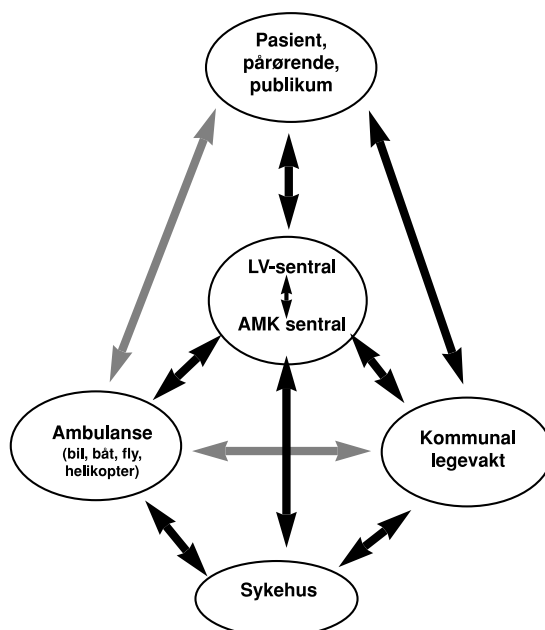 Pasient,
pårørende,
publikum
LV-sentral
AMK sentral
Ambulanse
(bil, båt, fly,
helikopter)
Kommunal
legevakt
Sykehus